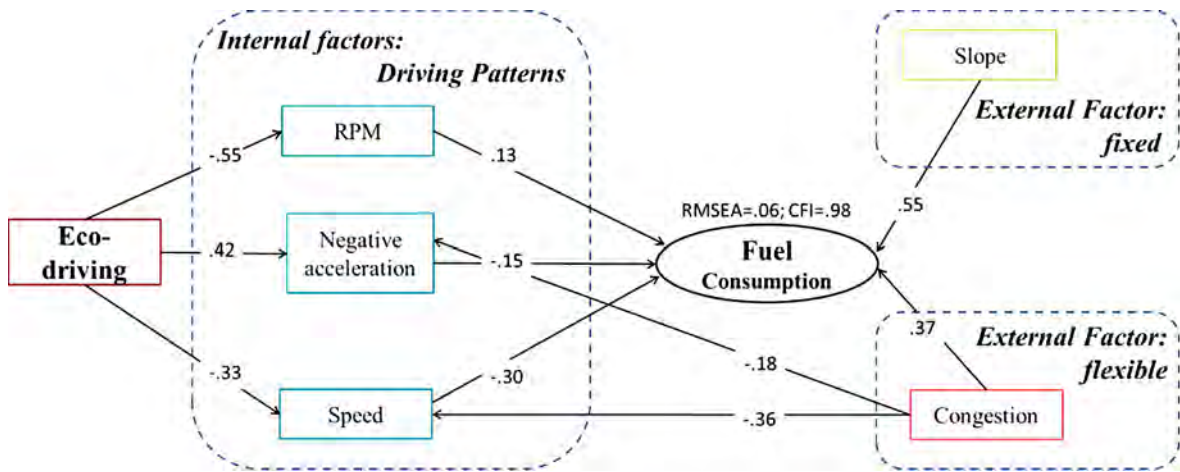 Internal factors:
Driving Patterns
Slope
External Factor:
fixed
RPM
-.55
.13
.55
RMSEA=.06; CFI=.98
Eco-
driving
.42
Negative
acceleration
-.15
Fuel
Consumption
.37
External Factor:
flexible
-.33
-.30
-.18
Speed
-.36
Congestion